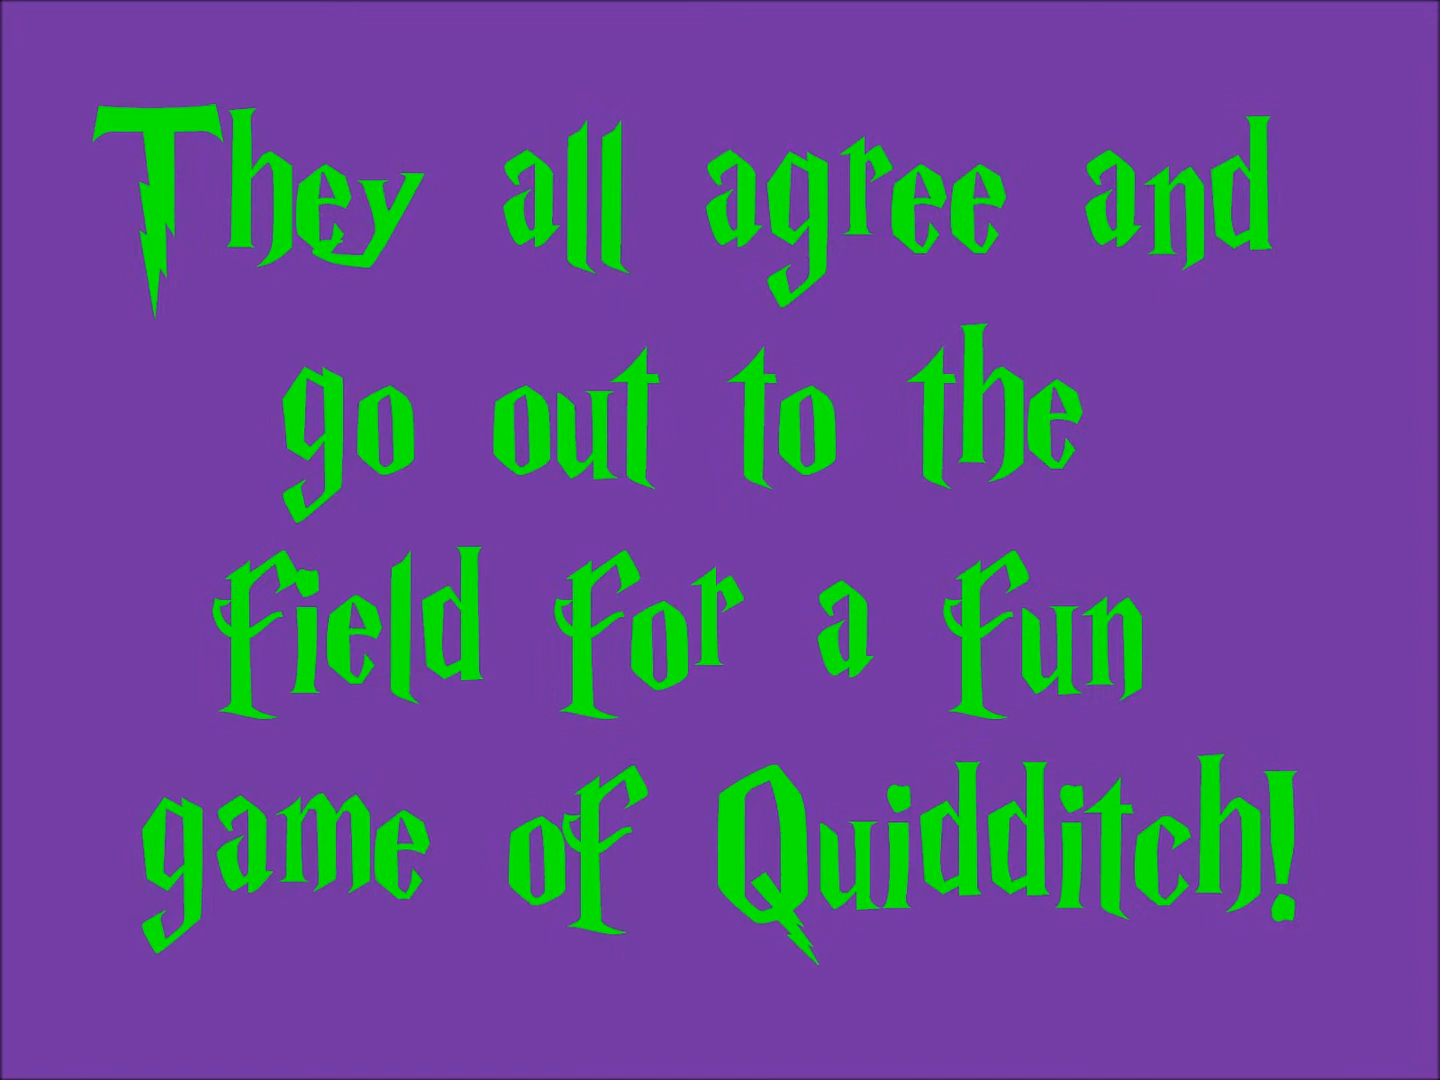 They all agree and
go out to the
field for a fun
game of Quidditch!